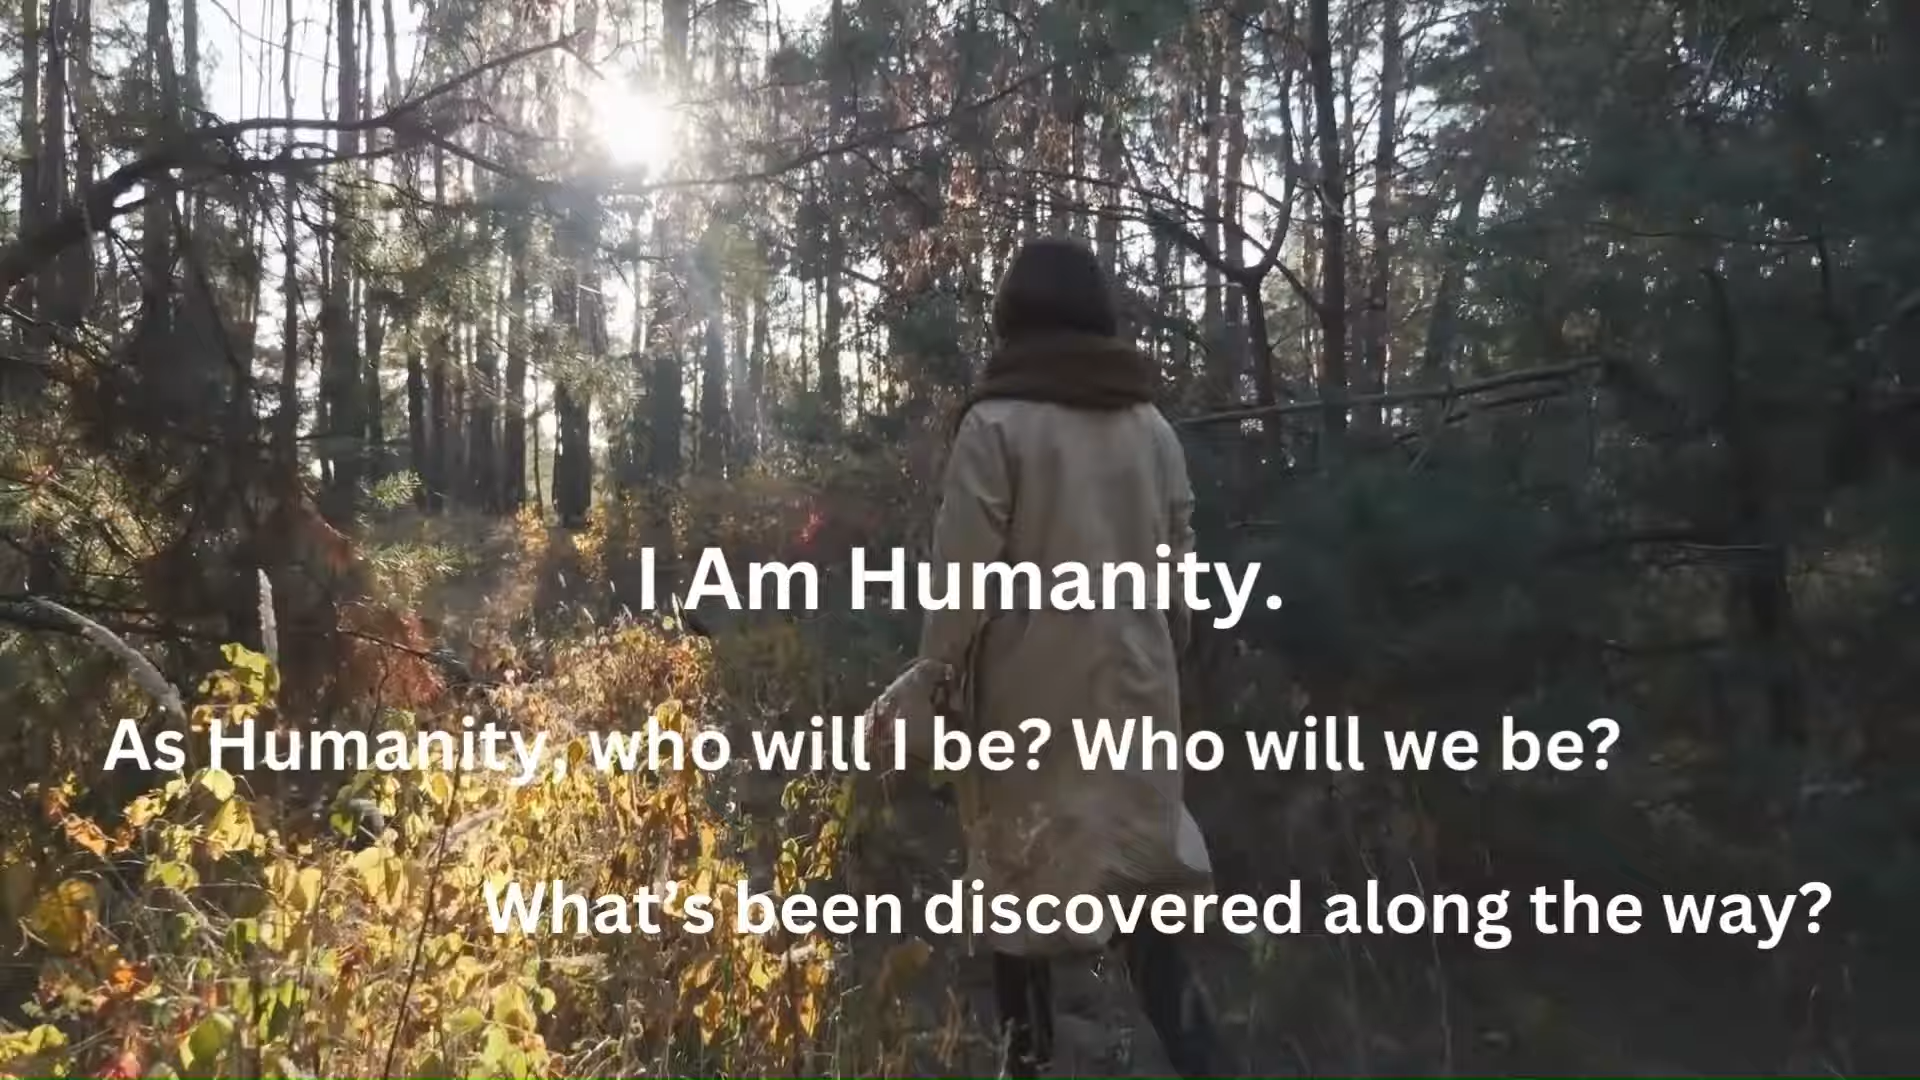 I Am Humanity.
As Humanity, who will I be? Who will we be?
What’s been discovered along the way?